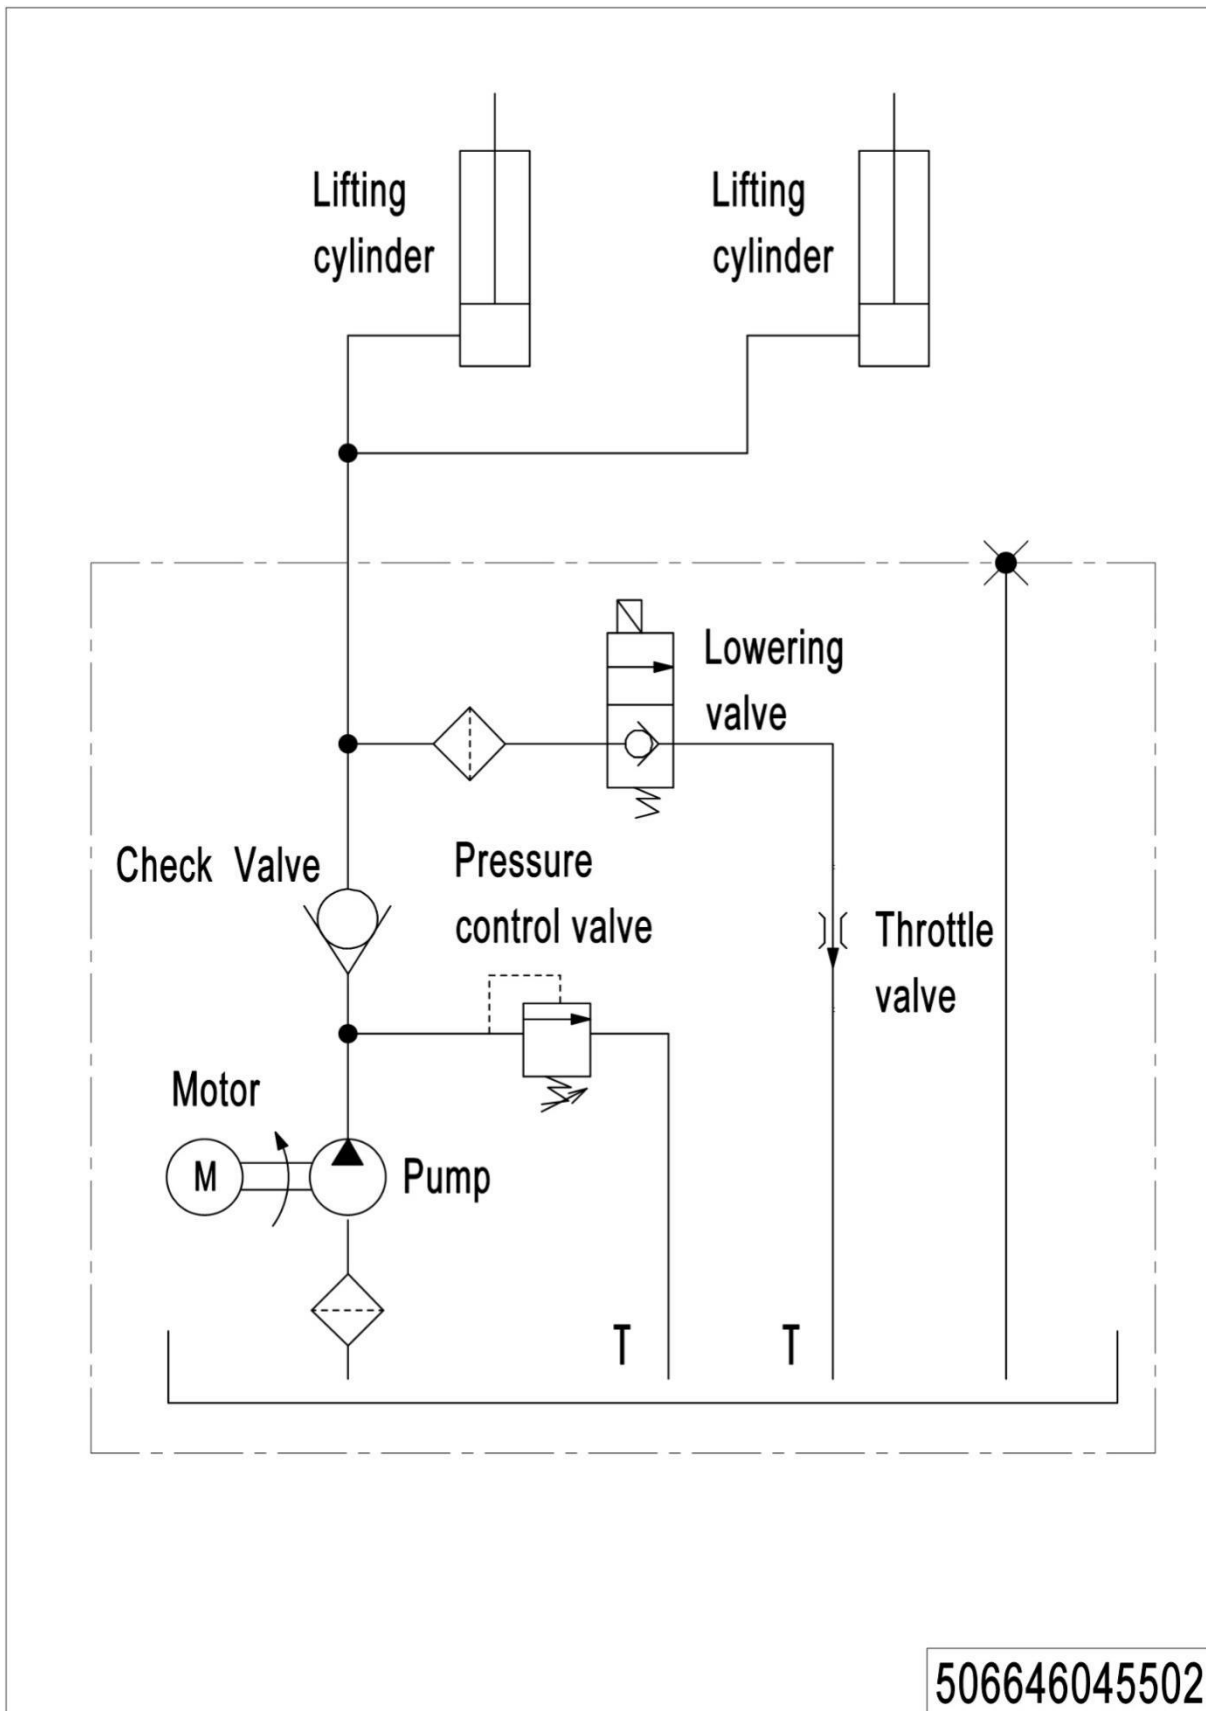 Lifting
cylinder
Lifting
cylinder
Lowering
valve
Check Valve
Pressure
control valve
Throttle
valve
Motor
M
Pump
T
T
506646045502